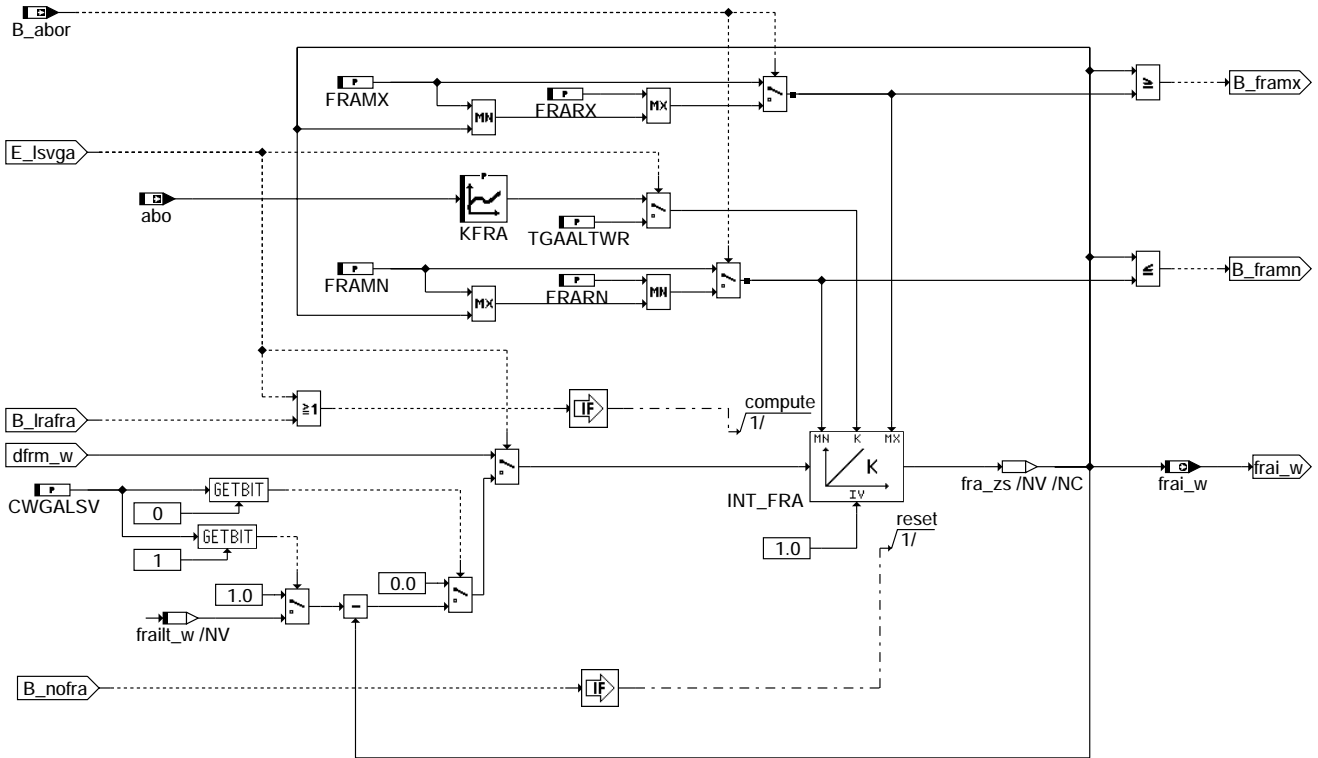 B_abor
P
FRAMX
MN
P
FRARX
MX
≥
B_framx
E_lsvga
abo
P
KFRA
P
TGAALTWR
P
FRAMN
MX
P
FRARN
MN
≤
B_framn
B_lrafra
≧1
IF
compute
1/
dfrm_w
MN K MX
K
IV
INT_FRA
fra_zs /NV /NC
frai_w
frai_w
P
CWGALSV
GETBIT
0
GETBIT
1
reset
1/
1.0
0.0
1.0
frailt_w /NV
−
B_nofra
IF